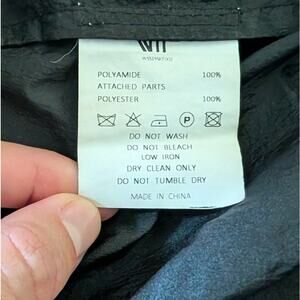 POLYAMIDE 100%
ATTACHED PARTS
POLYESTER 100%
DO NOT WASH
DO NOT BLEACH
LOW IRON
DRY CLEAN ONLY
DO NOT TUMBLE DRY
MADE IN CHINA